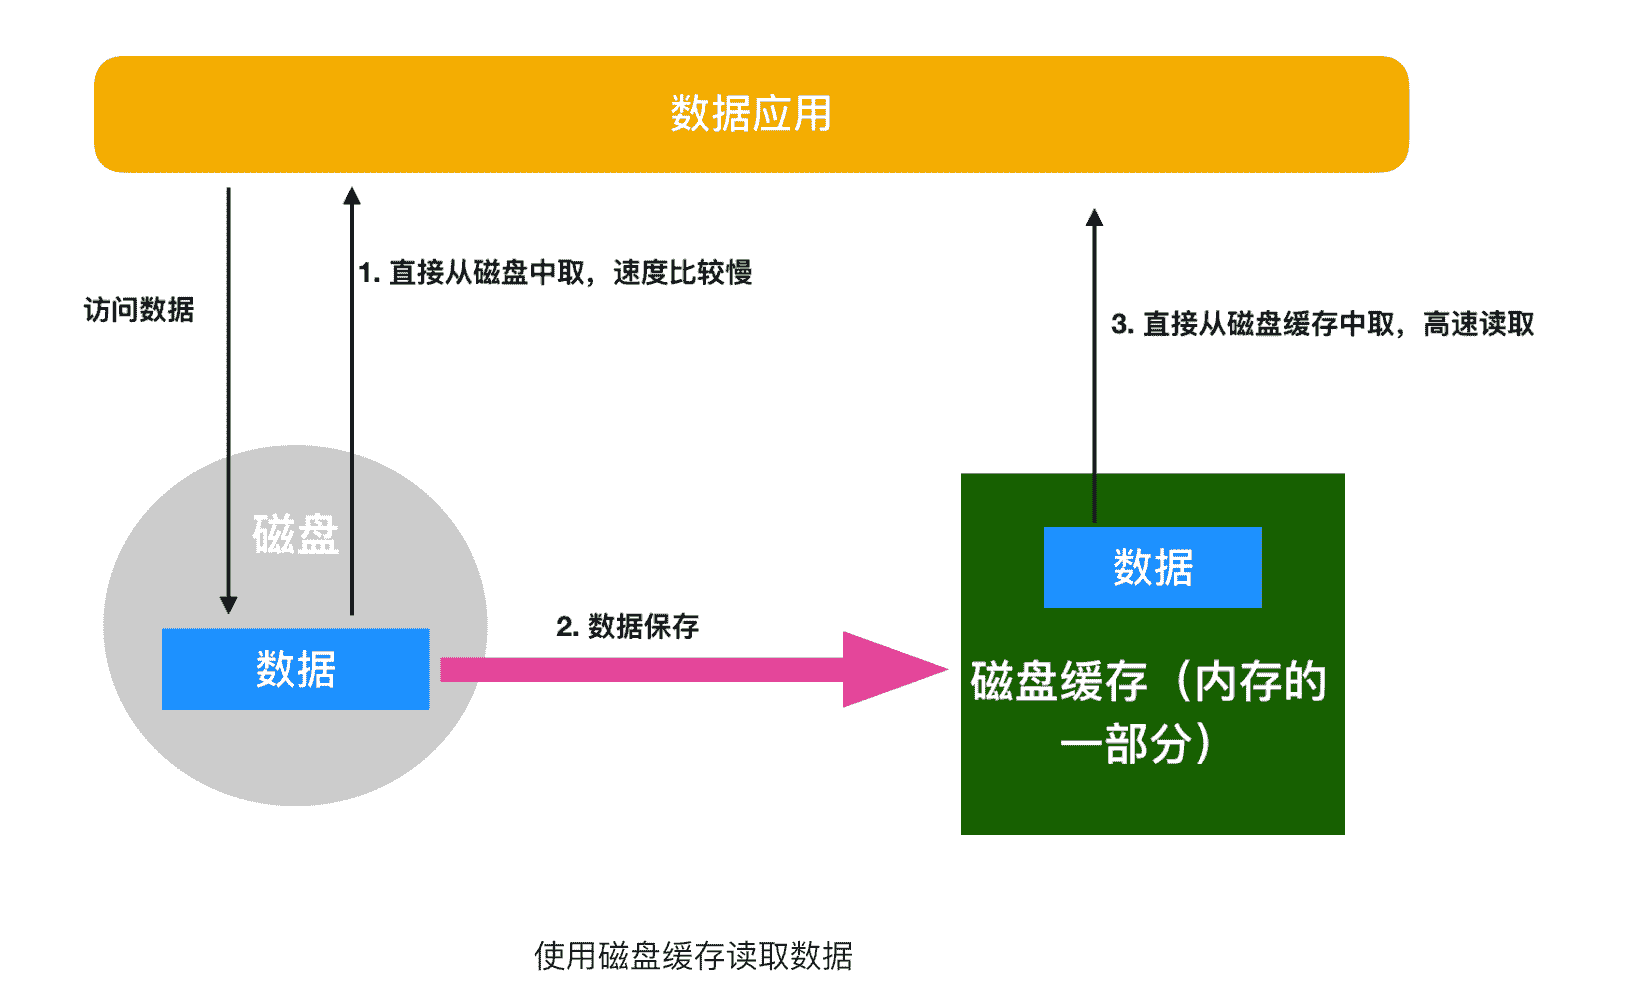 数据应用
1. 直接从磁盘中取，速度比较慢
访问数据
3. 直接从磁盘缓存中取，高速读取
磁盘
数据
2. 数据保存
数据
磁盘缓存（内存的
一部分）
使用磁盘缓存读取数据